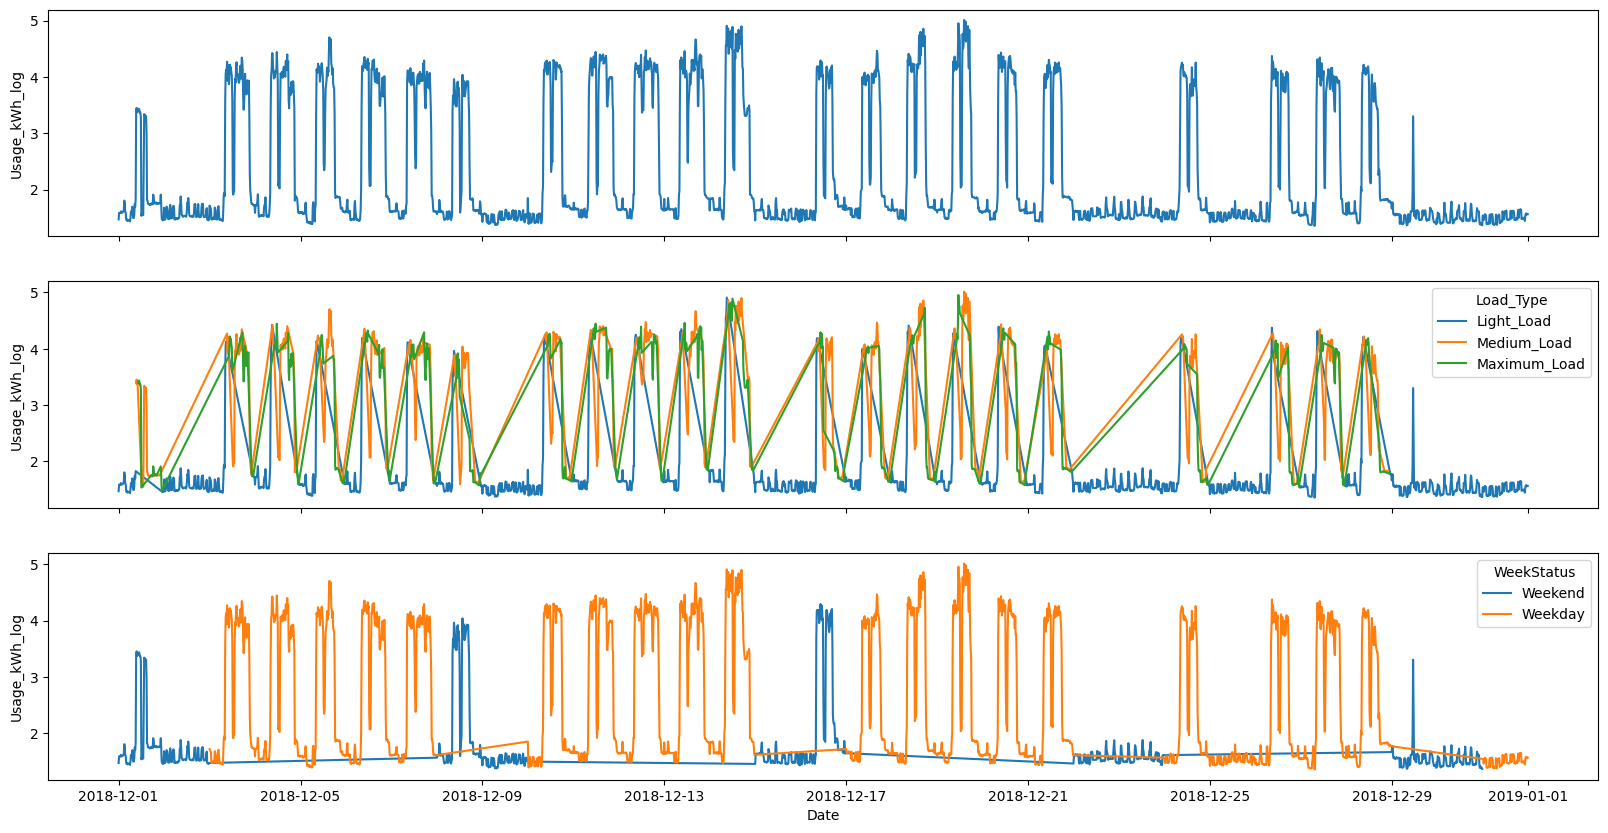 5
4
3
2
Usage_kWh_log
5
4
3
2
Usage_kWh_log
Load_Type
Light_Load
Medium_Load
Maximum_Load
5
4
3
2
Usage_kWh_log
WeekStatus
Weekend
Weekday
2018-12-01 2018-12-05 2018-12-09 2018-12-13 2018-12-17 2018-12-21 2018-12-25 2018-12-29 2019-01-01
Date